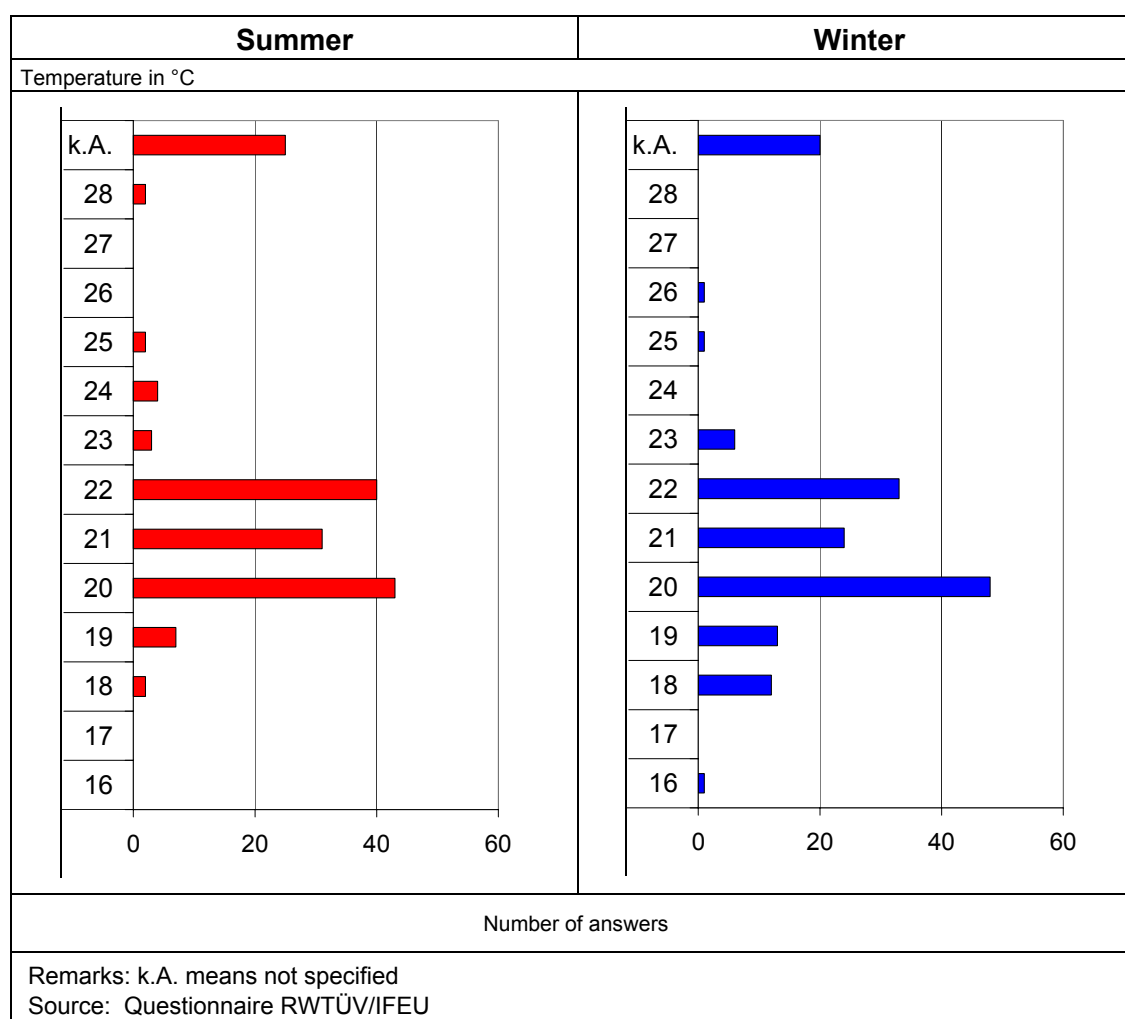 Summer
Winter
Temperature in °C
k.A.
28
27
26
25
24
23
22
21
20
19
18
17
16
0 20 40 60
k.A.
28
27
26
25
24
23
22
21
20
19
18
17
16
0 20 40 60
Number of answers
Remarks: k.A. means not specified
Source: Questionnaire RWTÜV/IFEU